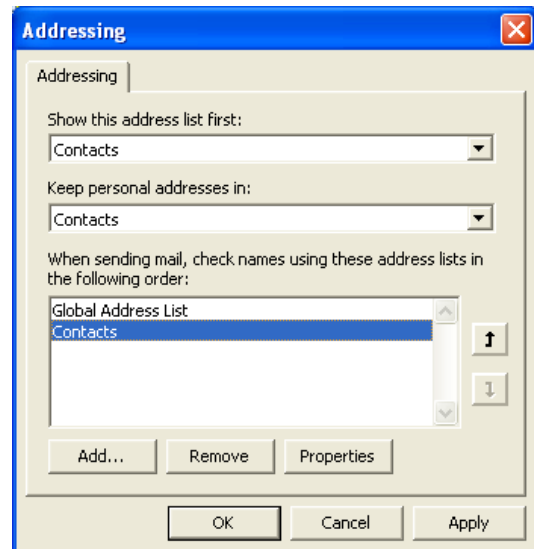 Addressing
Addressing
Show this address list first:
Contacts
Keep personal addresses in:
Contacts
When sending mail, check names using these address lists in
the following order:
Global Address List
Contacts
Add... Remove Properties
OK Cancel Apply